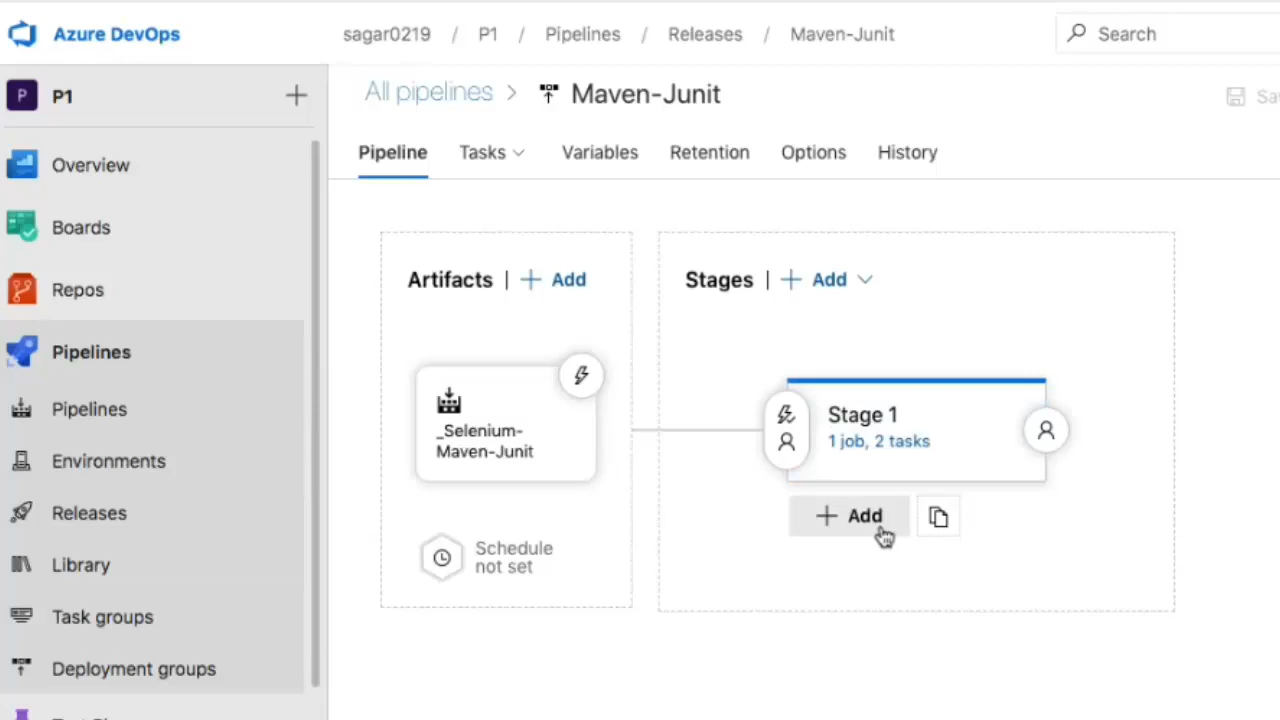 Azure DevOps
sagar0219 / P1 / Pipelines / Releases / Maven-Junit
Search
P P1
All pipelines > Maven-Junit
Pipeline Tasks Variables Retention Options History
Overview
Boards
Repos
Pipelines
Pipelines
Environments
Releases
Library
Task groups
Deployment groups
Artifacts | + Add
Stages | + Add
_Selenium-
Maven-Junit
Schedule
not set
Stage 1
1 job, 2 tasks
+ Add